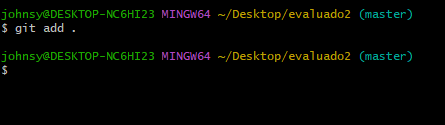 johnsy@DESKTOP-NC6HI23 MINGW64 ~/Desktop/evaluado2 (master)
$ git add .
johnsy@DESKTOP-NC6HI23 MINGW64 ~/Desktop/evaluado2 (master)
$